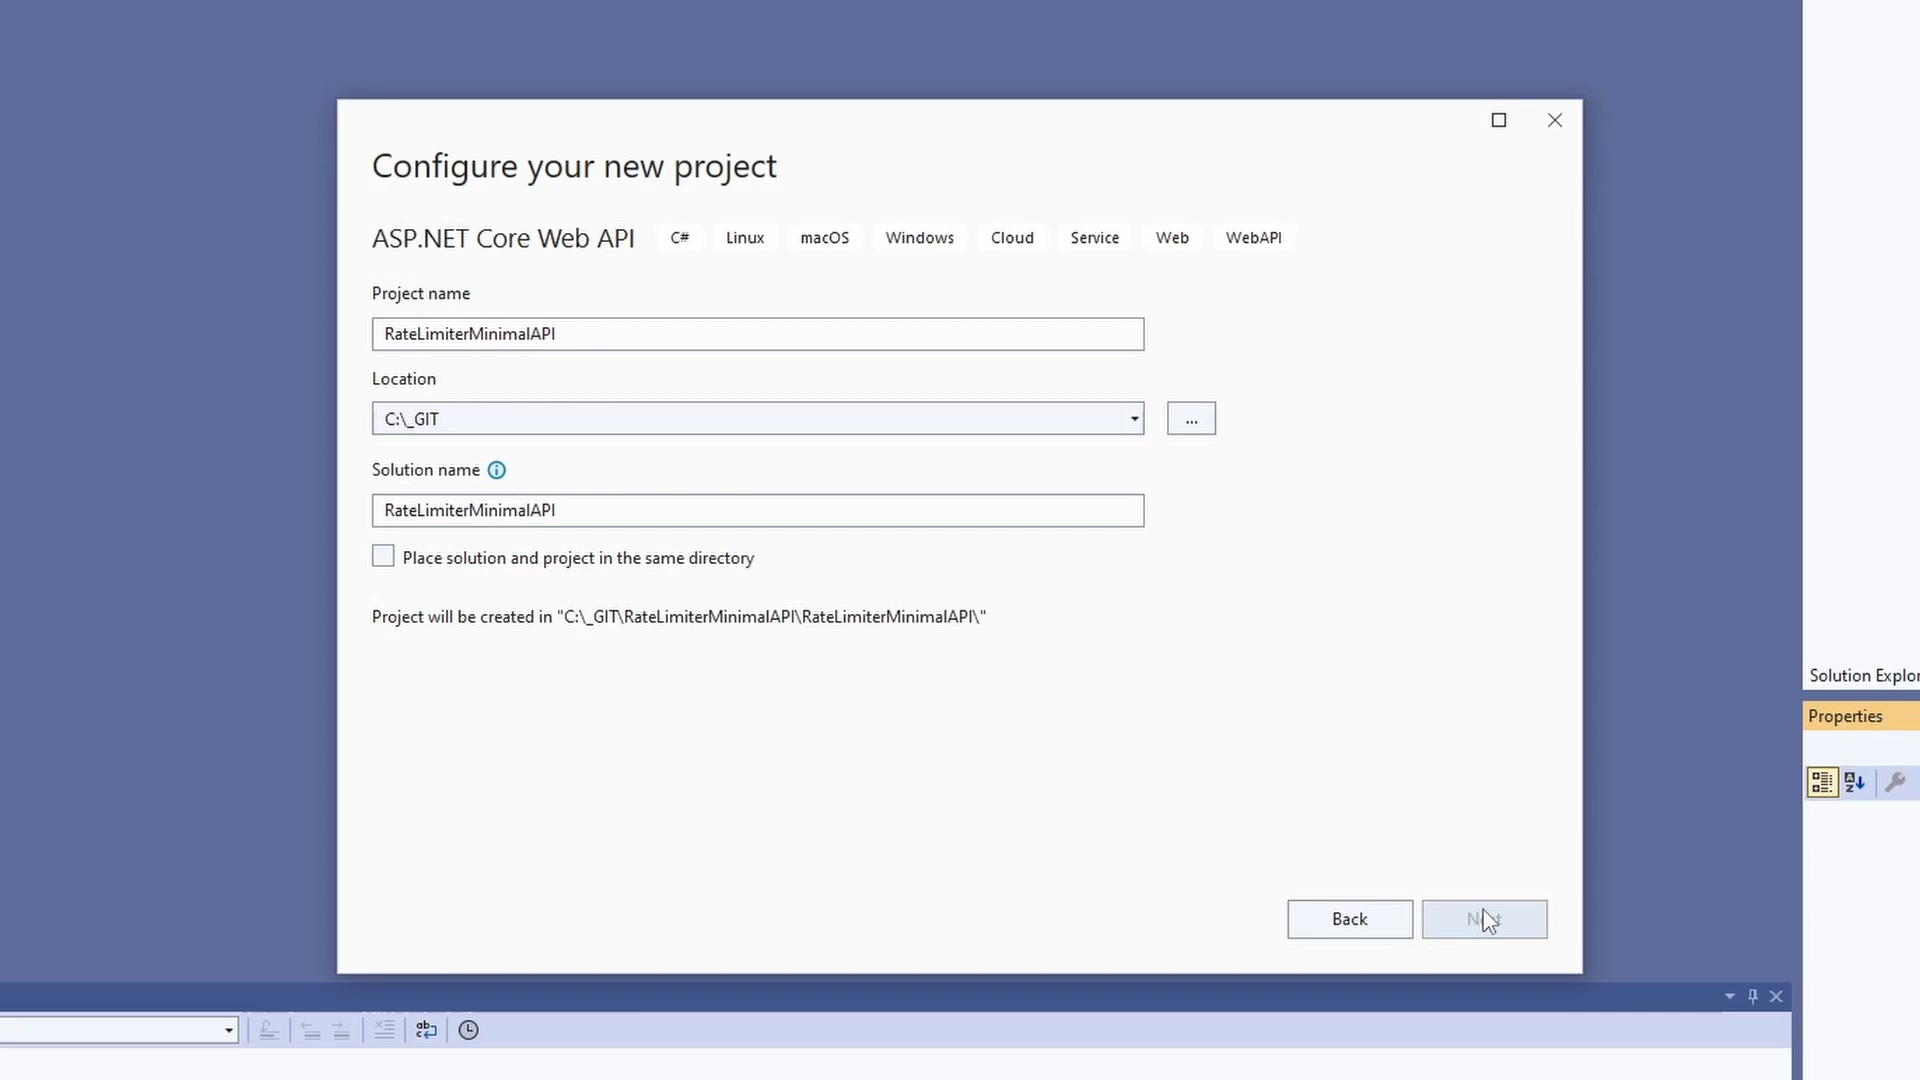 Configure your new project
ASP.NET Core Web API C# Linux macOS Windows Cloud Service Web WebAPI
Project name
RateLimiterMinimalAPI
Location
C:\_GIT
...
Solution name
RateLimiterMinimalAPI
Place solution and project in the same directory
Project will be created in "C:\_GIT\RateLimiterMinimalAPI\RateLimiterMinimalAPI\"
Back
Next
Solution Explor
Properties